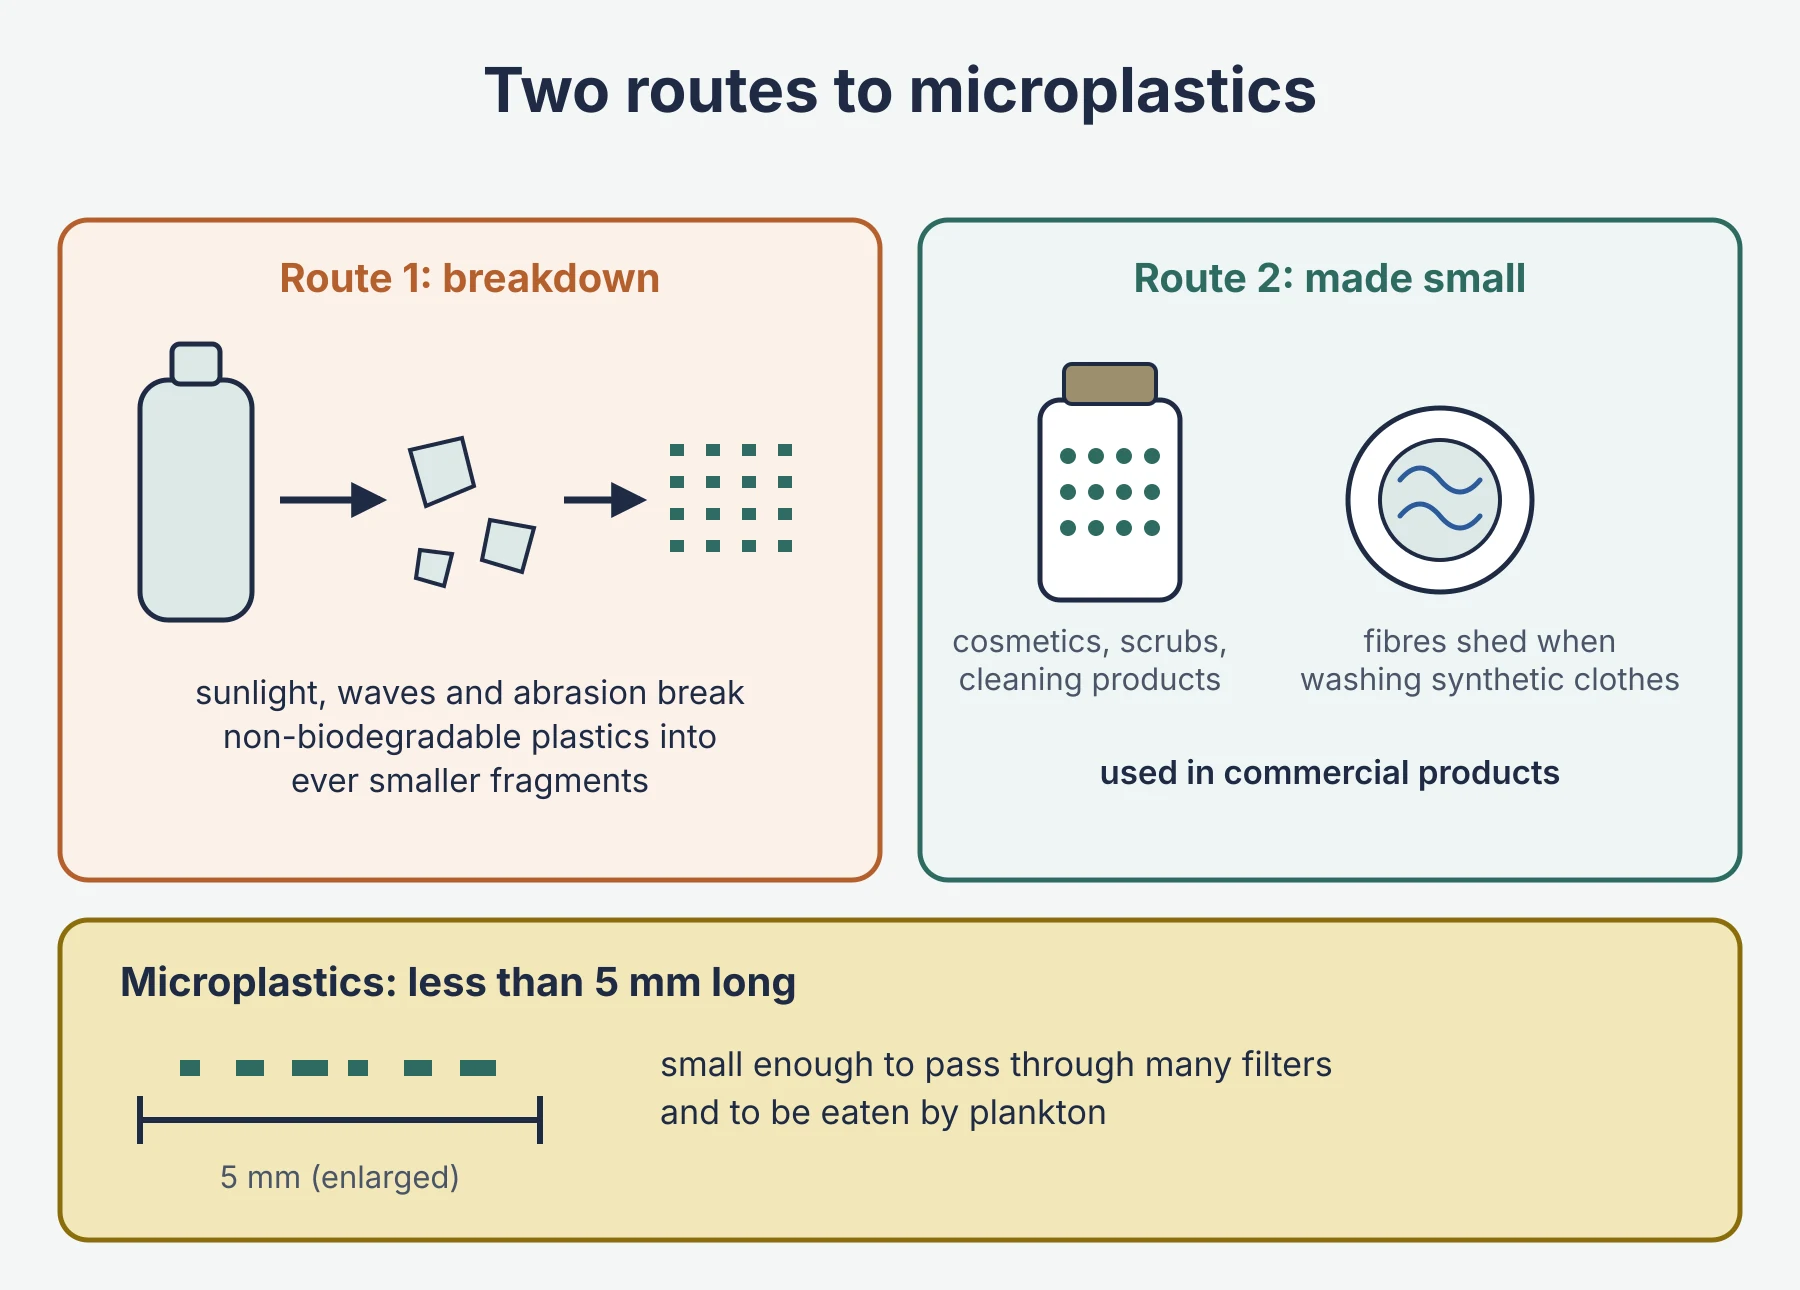 Two routes to microplastics
Route 1: breakdown
sunlight, waves and abrasion break
non-biodegradable plastics into
ever smaller fragments
Route 2: made small
cosmetics, scrubs,
cleaning products
fibres shed when
washing synthetic clothes
used in commercial products
Microplastics: less than 5 mm long
5 mm (enlarged)
small enough to pass through many filters
and to be eaten by plankton